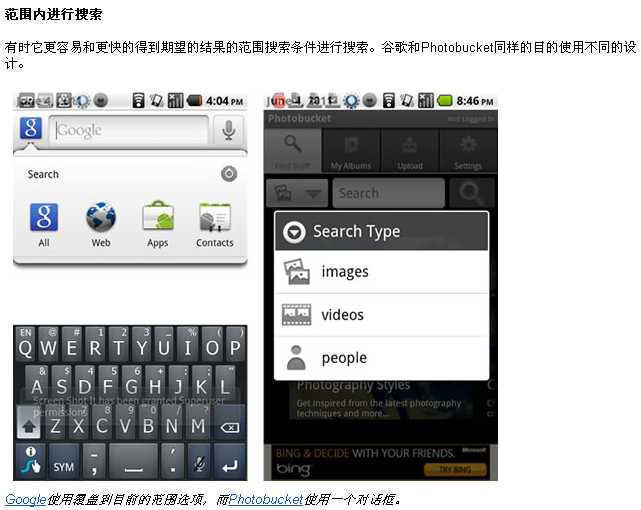 范围内进行搜索
有时它更容易和更快的得到期望的结果的范围搜索条件进行搜索。谷歌和Photobucket同样的目的使用不同的设
计。
4:04 PM
Google
Search
All Web Apps Contacts
EN @ # 1 2 3 _ % ( )
Q W E R T Y U I O P
A S D F G H J K L
Screen Shot It has been granted Superuser
permissions
Z X C V B N M
SYM
8:46 PM
Photobucket Not Logged In
Find Stuff My Albums Upload Settings
Search
Search Type
images
videos
people
Photography Styles
Get inspired from the latest photography
techniques and more...
BING & DECIDE WITH YOUR FRIENDS. Microsoft
bing TRY BING
Google使用覆盖到目前的范围选项，而Photobucket使用一个对话框。